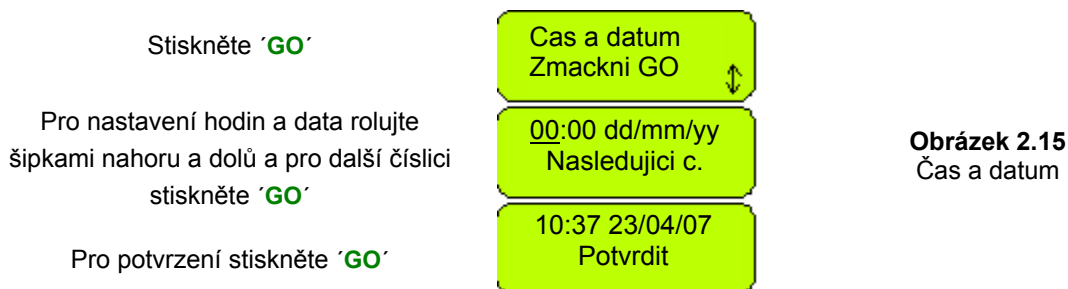 Stiskněte ´GO´
Cas a datum
Zmackni GO
Pro nastavení hodin a data rolujte
šipkami nahoru a dolů a pro další číslici
stiskněte ´GO´
00:00 dd/mm/yy
Nasledujici c.
Obrázek 2.15
Čas a datum
Pro potvrzení stiskněte ´GO´
10:37 23/04/07
Potvrdit